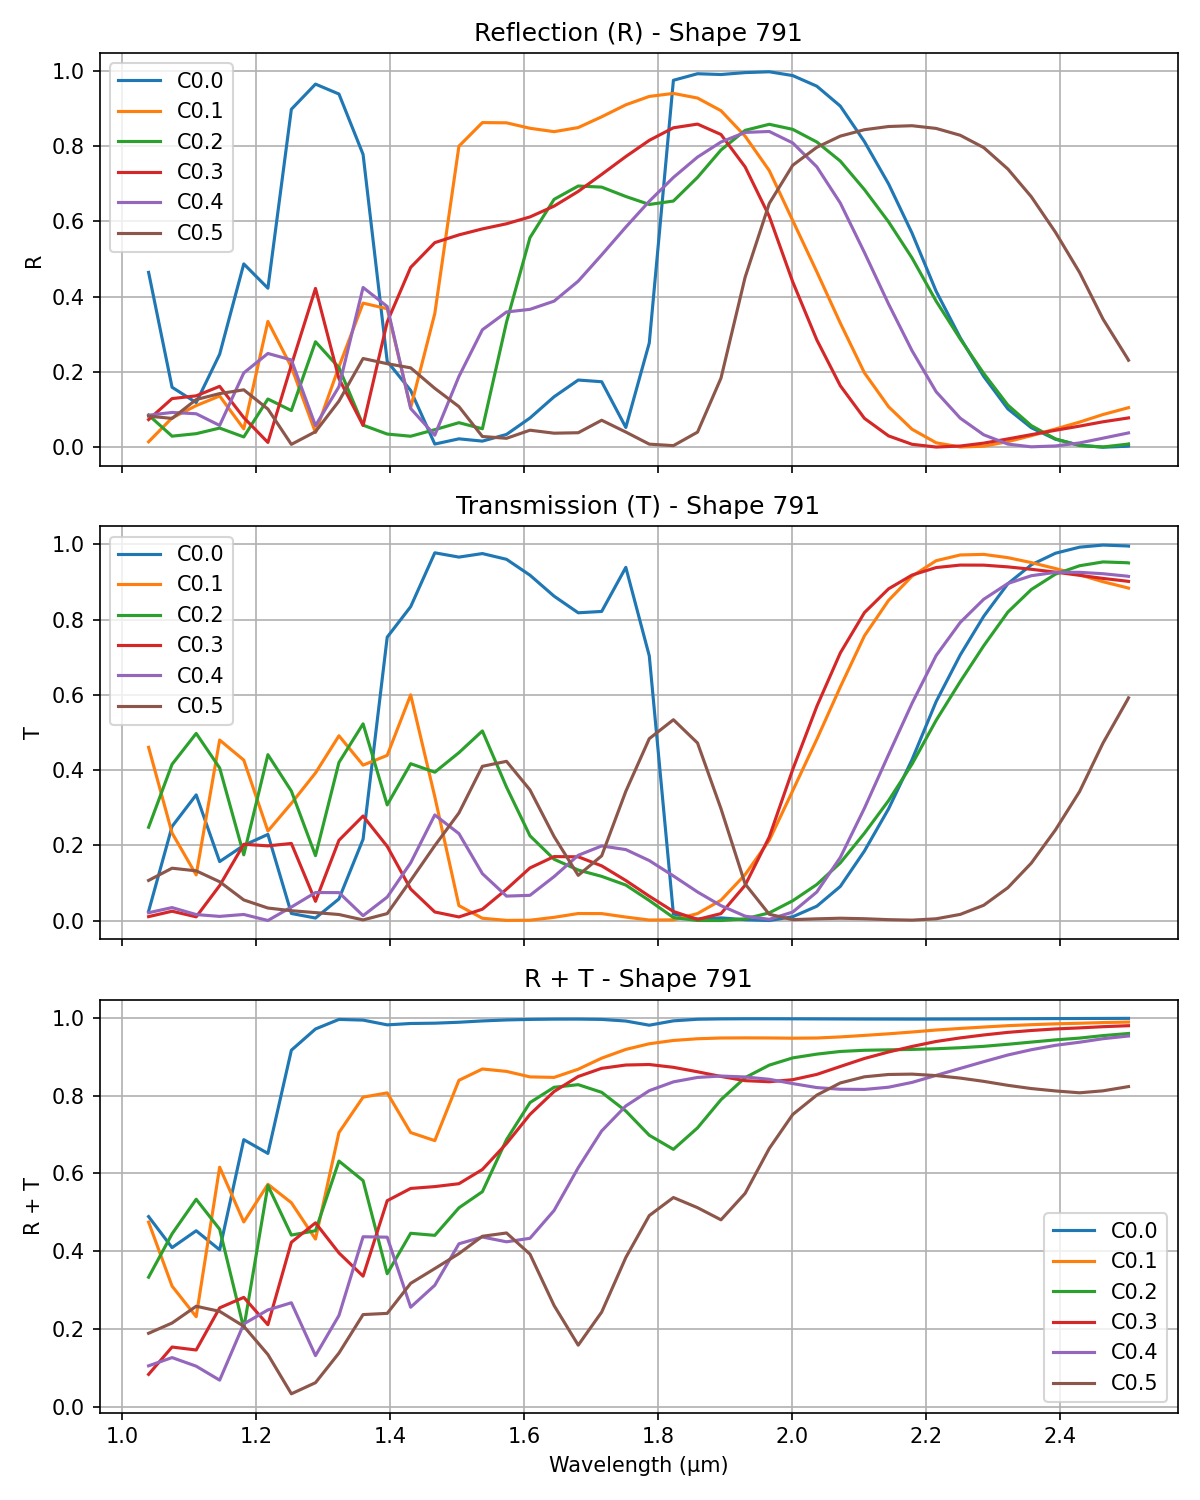 Reflection (R) - Shape 791
1.0
0.8
0.6
0.4
0.2
0.0
R
C0.0
C0.1
C0.2
C0.3
C0.4
C0.5
Transmission (T) - Shape 791
1.0
0.8
0.6
0.4
0.2
0.0
T
C0.0
C0.1
C0.2
C0.3
C0.4
C0.5
R + T - Shape 791
1.0
0.8
0.6
0.4
0.2
0.0
R + T
C0.0
C0.1
C0.2
C0.3
C0.4
C0.5
1.0 1.2 1.4 1.6 1.8 2.0 2.2 2.4
Wavelength (μm)